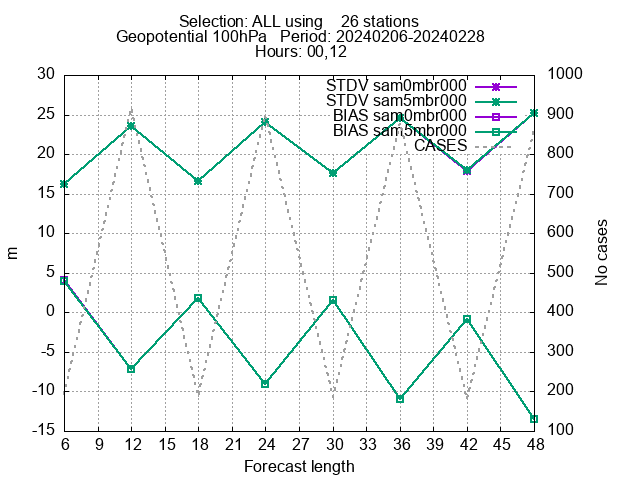 Selection: ALL using    26 stations
Geopotential 100hPa   Period: 20240206-20240228
Hours: 00,12
STDV sam0mbr000
STDV sam5mbr000
BIAS sam0mbr000
BIAS sam5mbr000
CASES
30
25
20
15
10
5
0
-5
-10
-15
m
1000
900
800
700
600
500
400
300
200
100
No cases
6 9 12 15 18 21 24 27 30 33 36 39 42 45 48
Forecast length